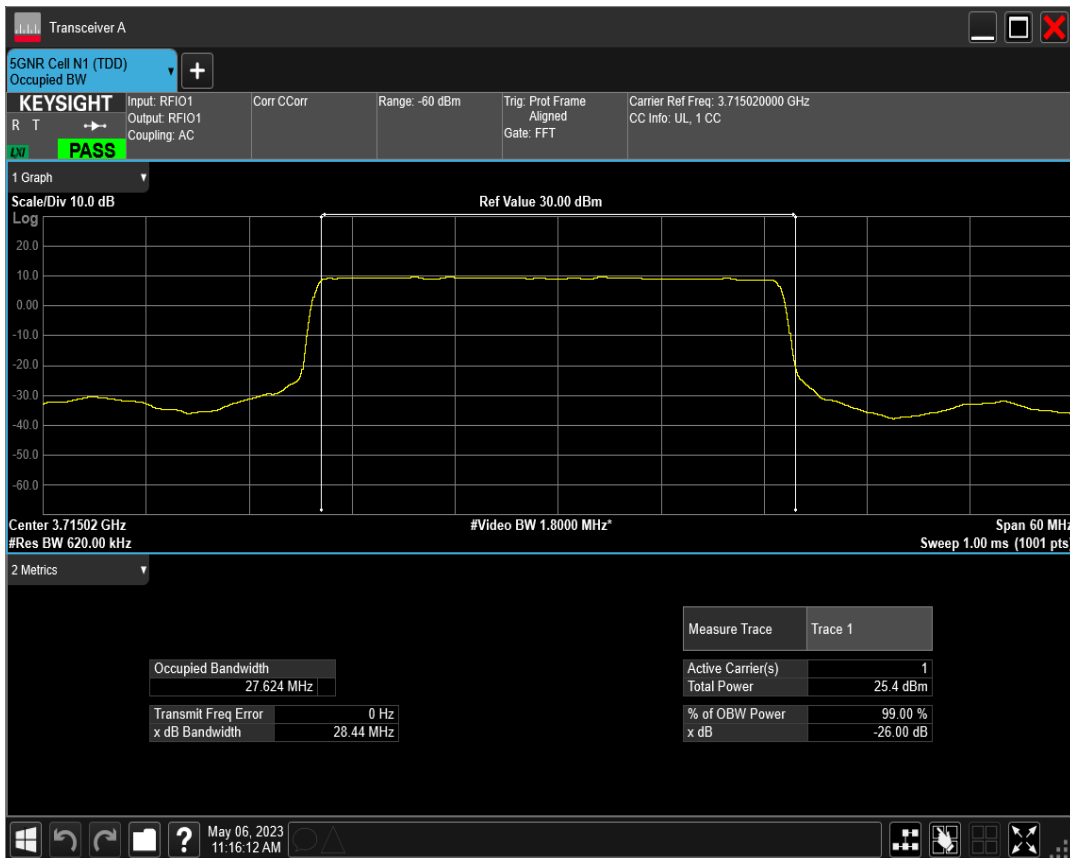 Transceiver A
5GNR Cell N1 (TDD)
Occupied BW
+
KEYSIGHT
R T
LXI
PASS
Input: RFIO1
Output: RFIO1
Coupling: AC
Corr CCorr
Range: -60 dBm
Trig: Prot Frame
Aligned
Gate: FFT
Carrier Ref Freq: 3.715020000 GHz
CC Info: UL, 1 CC
1 Graph
Scale/Div 10.0 dB
Ref Value 30.00 dBm
Log
20.0
10.0
0.00
-10.0
-20.0
-30.0
-40.0
-50.0
-60.0
Center 3.71502 GHz
#Video BW 1.8000 MHz*
Span 60 MHz
#Res BW 620.00 kHz
Sweep 1.00 ms (1001 pts)
2 Metrics
Measure Trace Trace 1
Occupied Bandwidth
27.624 MHz
Active Carrier(s) 1
Total Power 25.4 dBm
Transmit Freq Error 0 Hz
x dB Bandwidth 28.44 MHz
% of OBW Power 99.00 %
x dB -26.00 dB
?
May 06, 2023
11:16:12 AM